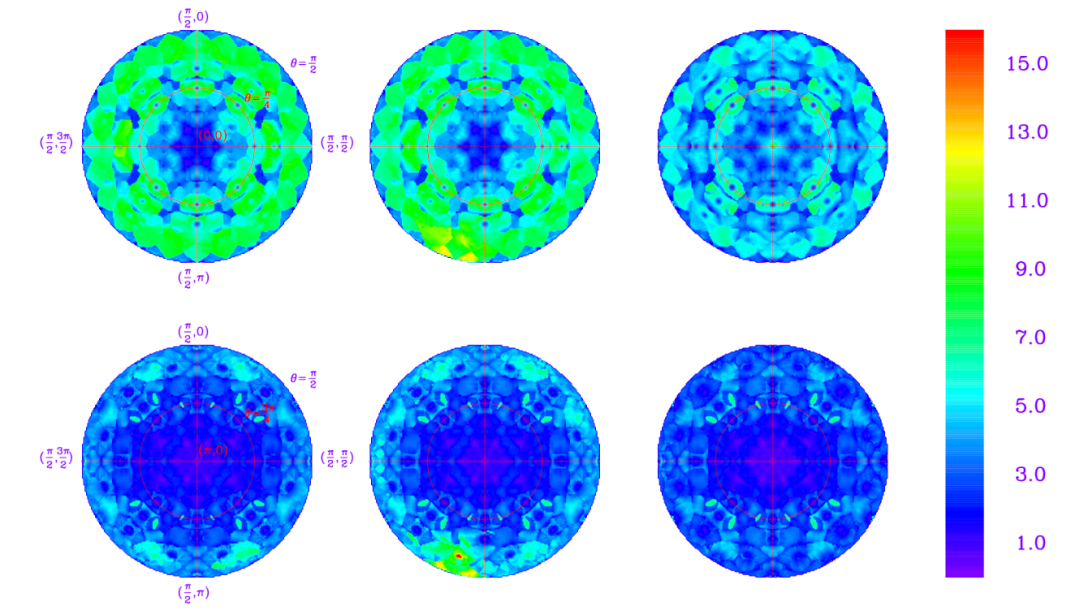 (π/2,0)
θ=π/2
15.0
θ=π/4
13.0
(0,0)
(π/2,3π/2)
(π/2,π/2)
11.0
(π/2,π)
9.0
(π/2,0)
7.0
θ=π/2
5.0
θ=3π/4
(π,0)
(π/2,3π/2)
(π/2,π/2)
3.0
1.0
(π/2,π)